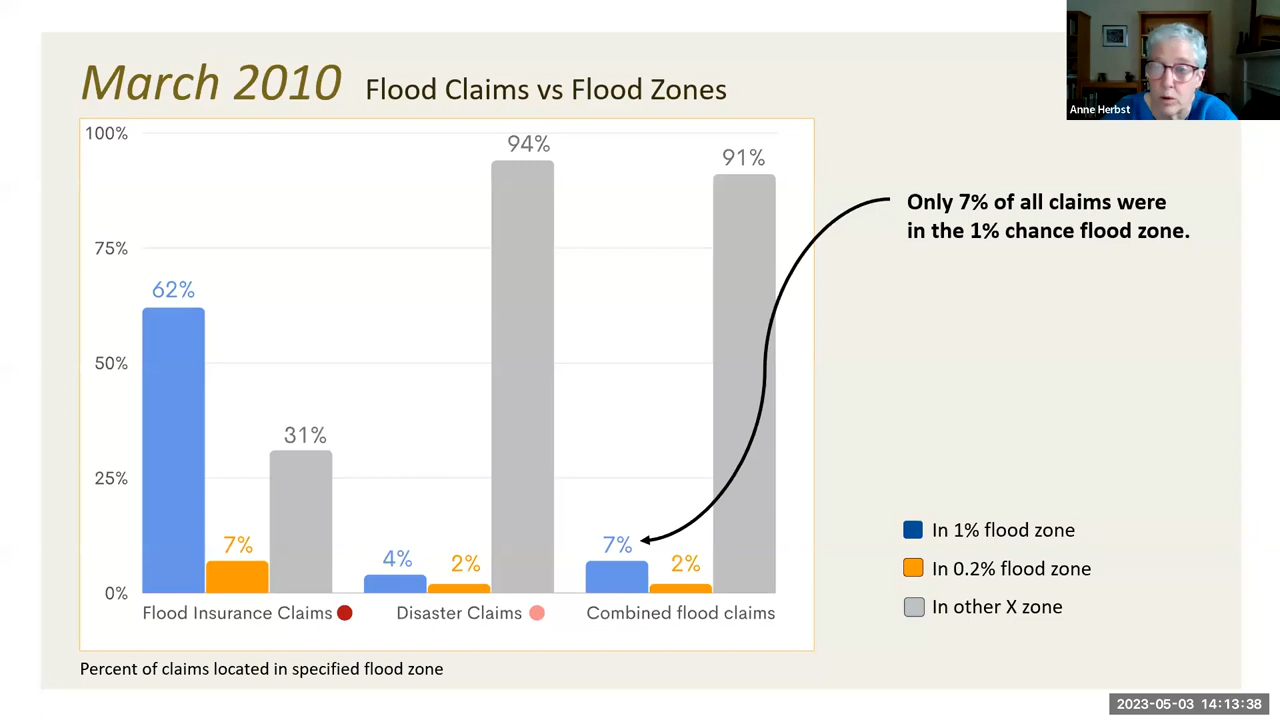 March 2010 Flood Claims vs Flood Zones
Anne Herbst
100%
75%
50%
25%
0%
62%
7%
31%
4%
2%
94%
7%
2%
91%
Flood Insurance Claims
Disaster Claims
Combined flood claims
Only 7% of all claims were
in the 1% chance flood zone.
In 1% flood zone
In 0.2% flood zone
In other X zone
Percent of claims located in specified flood zone
2023-05-03 14:13:38